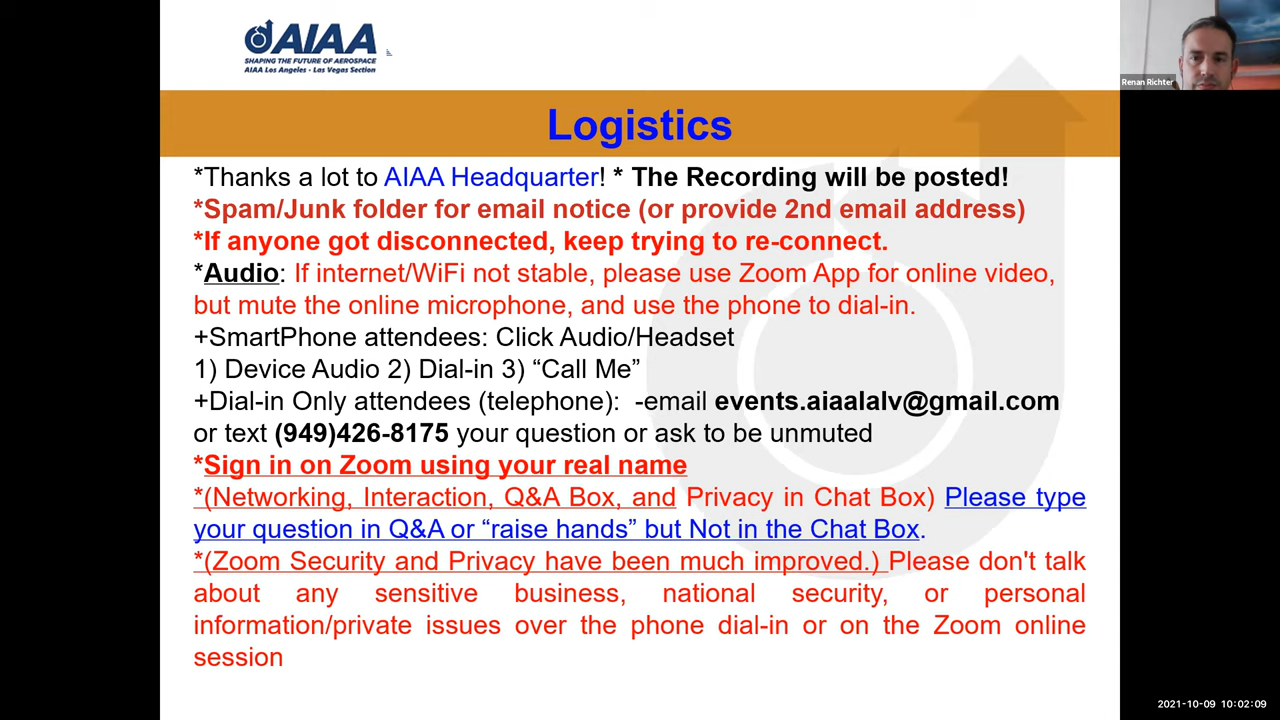 AIAA
SHAPING THE FUTURE OF AEROSPACE
AIAA Los Angeles - Las Vegas Section
Renan Richter
Logistics
*Thanks a lot to AIAA Headquarter! * The Recording will be posted!
*Spam/Junk folder for email notice (or provide 2nd email address)
*If anyone got disconnected, keep trying to re-connect.
*Audio: If internet/WiFi not stable, please use Zoom App for online video,
but mute the online microphone, and use the phone to dial-in.
+SmartPhone attendees: Click Audio/Headset
1) Device Audio 2) Dial-in 3) “Call Me”
+Dial-in Only attendees (telephone): -email events.aiaalalv@gmail.com
or text (949)426-8175 your question or ask to be unmuted
*Sign in on Zoom using your real name
*(Networking, Interaction, Q&A Box, and Privacy in Chat Box) Please type
your question in Q&A or “raise hands” but Not in the Chat Box.
*(Zoom Security and Privacy have been much improved.) Please don't talk
about any sensitive business, national security, or personal
information/private issues over the phone dial-in or on the Zoom online
session
2021-10-09 10:02:09